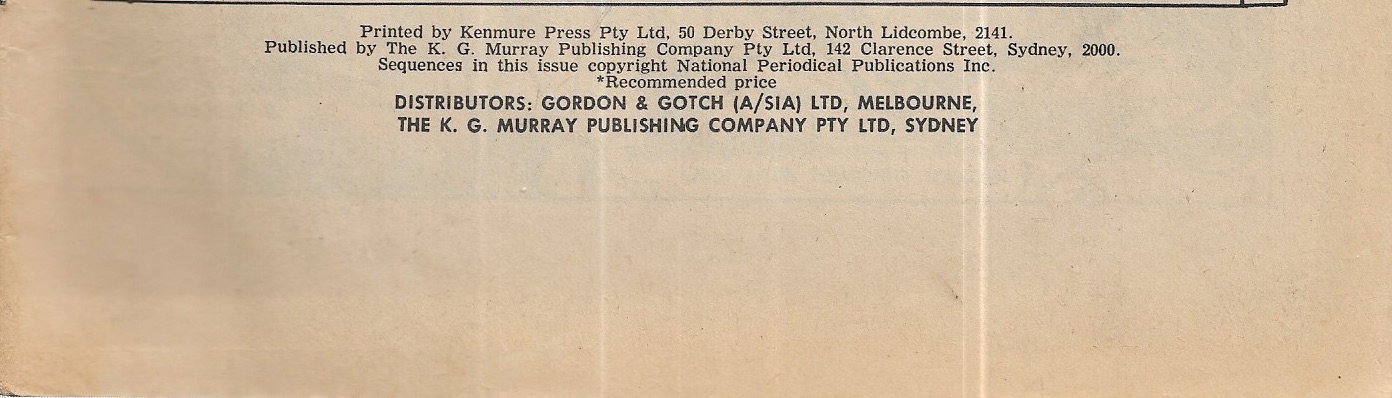 Printed by Kenmure Press Pty Ltd, 50 Derby Street, North Lidcombe, 2141.
Published by The K. G. Murray Publishing Company Pty Ltd, 142 Clarence Street, Sydney, 2000.
Sequences in this issue copyright National Periodical Publications Inc.
*Recommended price
DISTRIBUTORS: GORDON & GOTCH (A/SIA) LTD, MELBOURNE,
THE K. G. MURRAY PUBLISHING COMPANY PTY LTD, SYDNEY